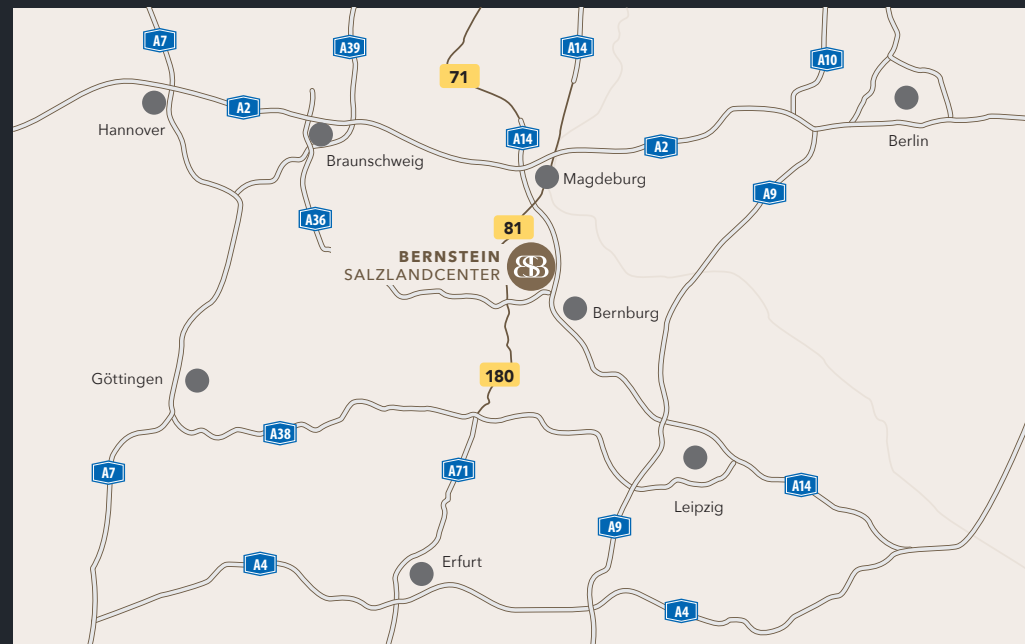 A7
A39
A14
71
A10
A2
Hannover
Braunschweig
A14
A2
Berlin
Magdeburg
A9
A36
81
BERNSTEIN
SALZLANDCENTER
Bernburg
180
Göttingen
A38
A7
A71
A14
Leipzig
A9
Erfurt
A4
A4